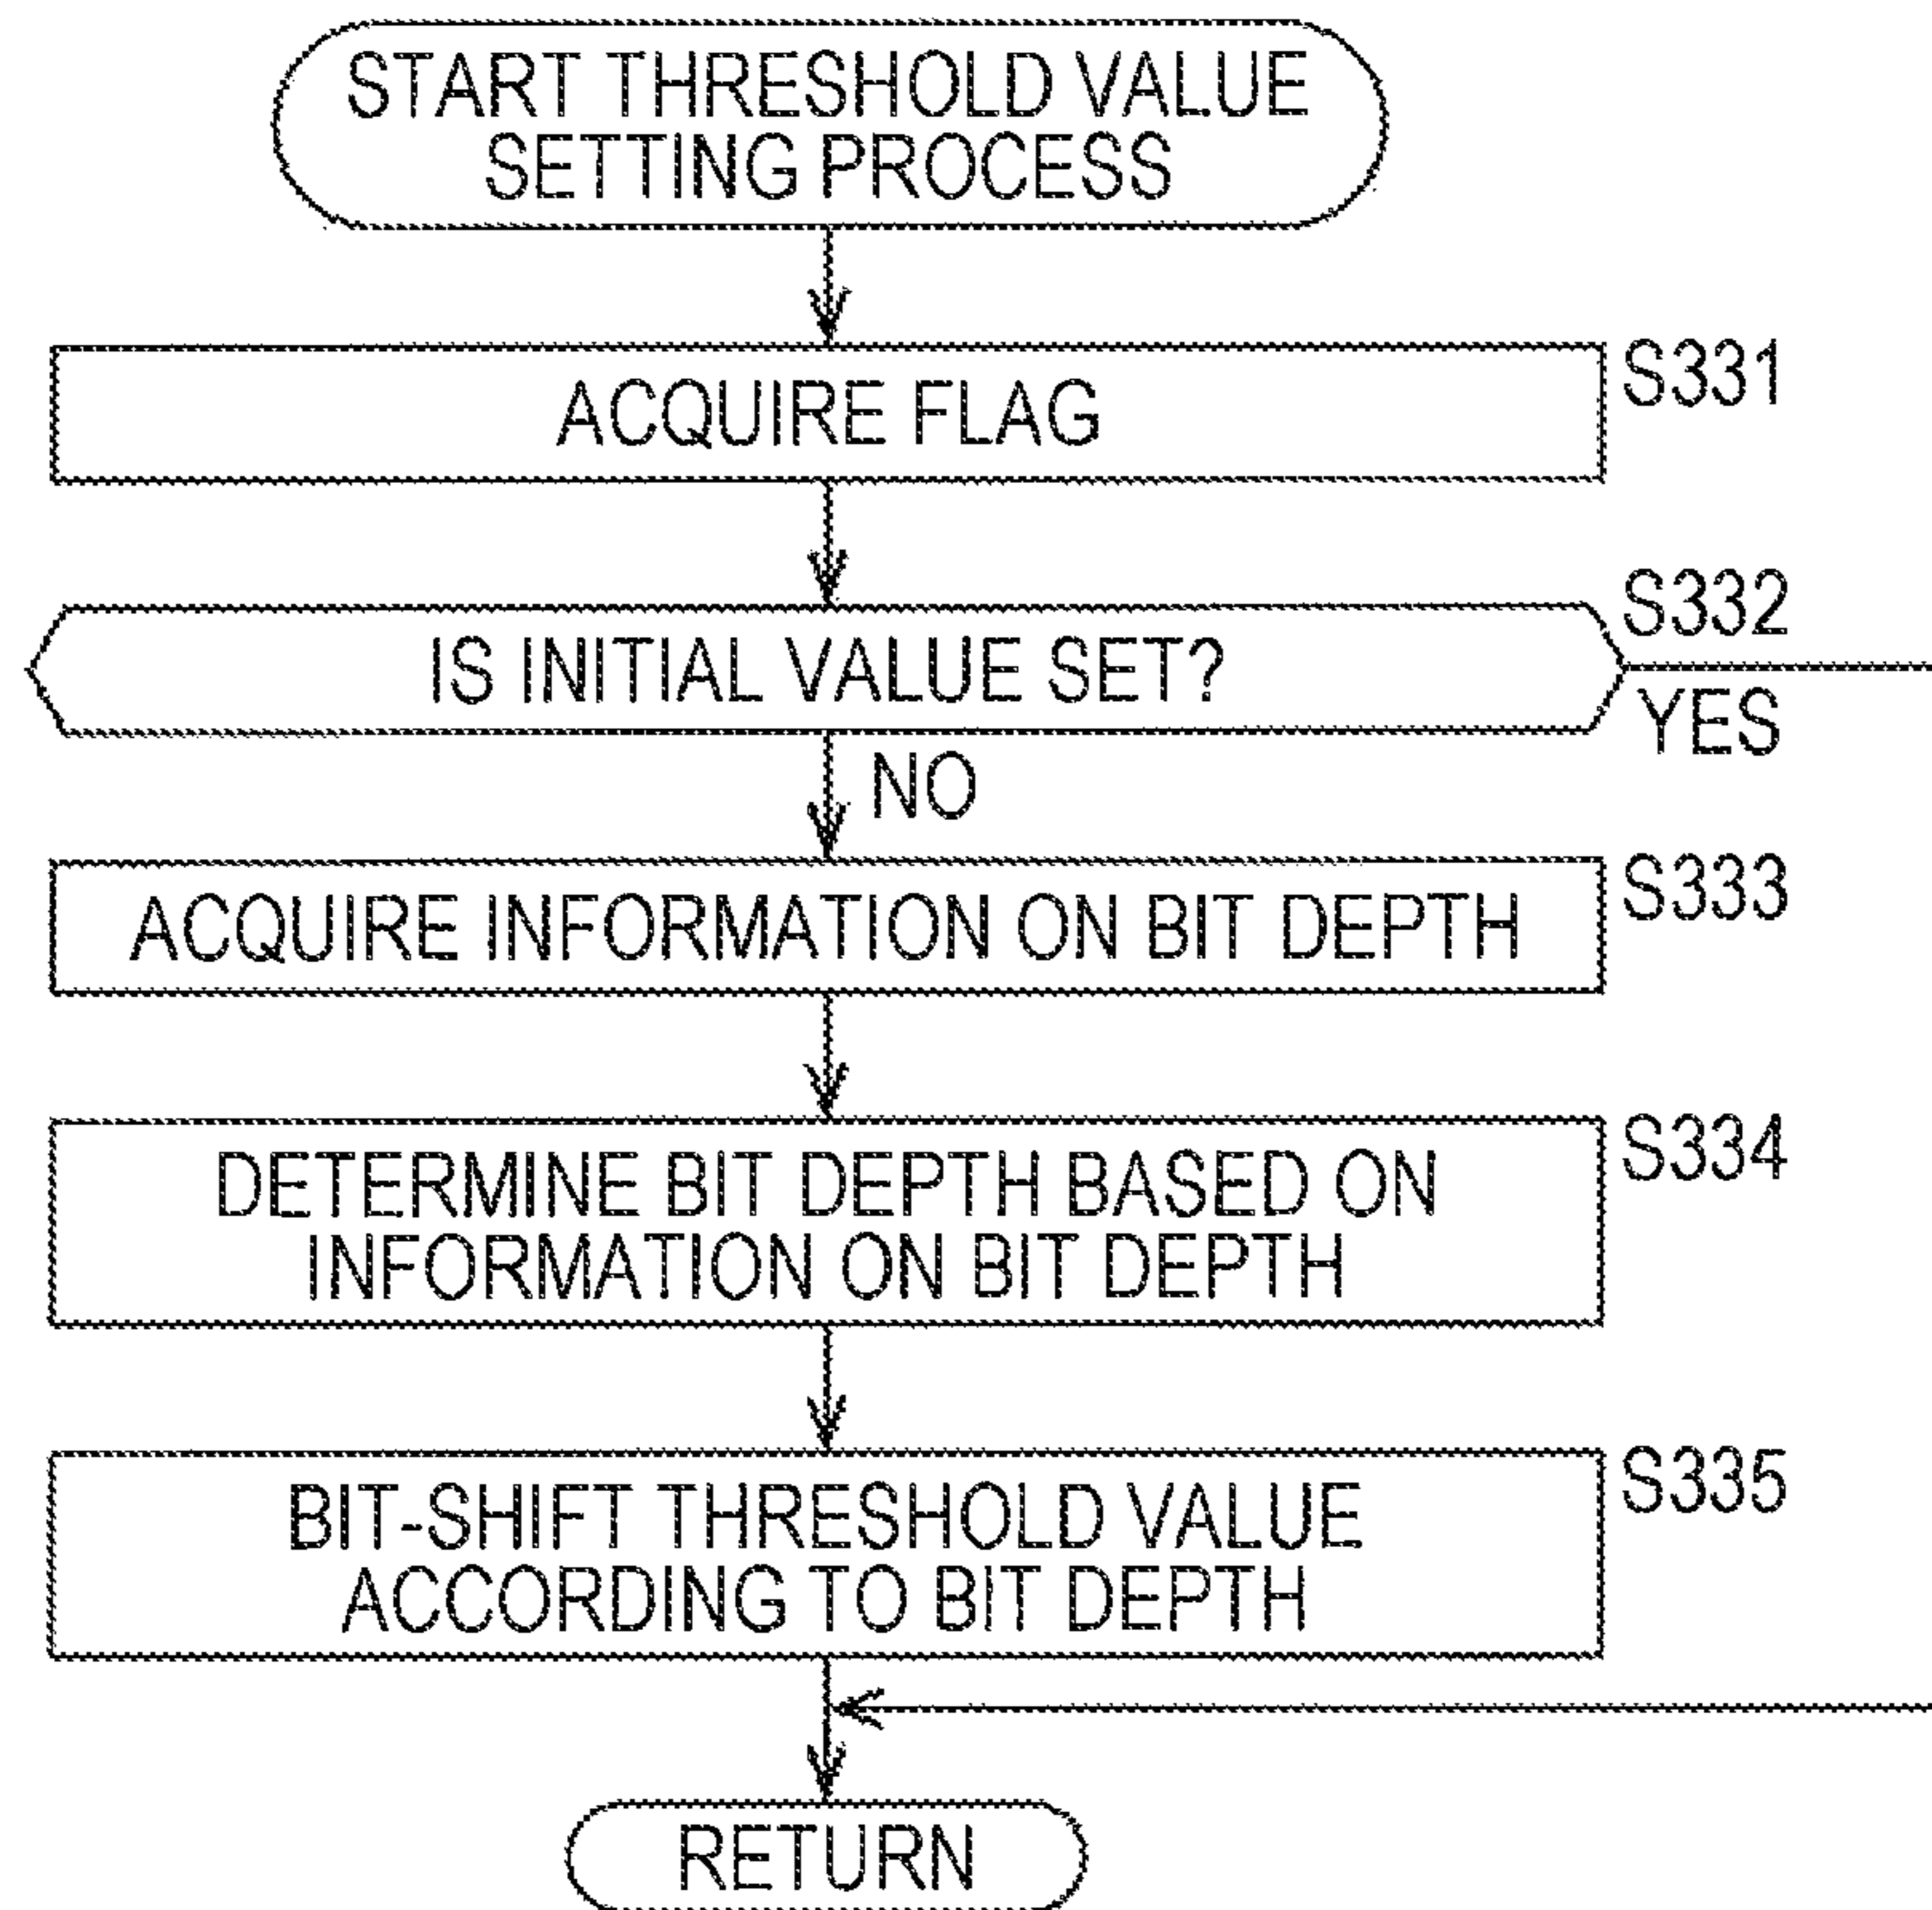 START THRESHOLD VALUE
SETTING PROCESS
S331
ACQUIRE FLAG
S332
IS INITIAL VALUE SET?
YES
NO
S333
ACQUIRE INFORMATION ON BIT DEPTH
S334
DETERMINE BIT DEPTH BASED ON
INFORMATION ON BIT DEPTH
S335
BIT-SHIFT THRESHOLD VALUE
ACCORDING TO BIT DEPTH
RETURN